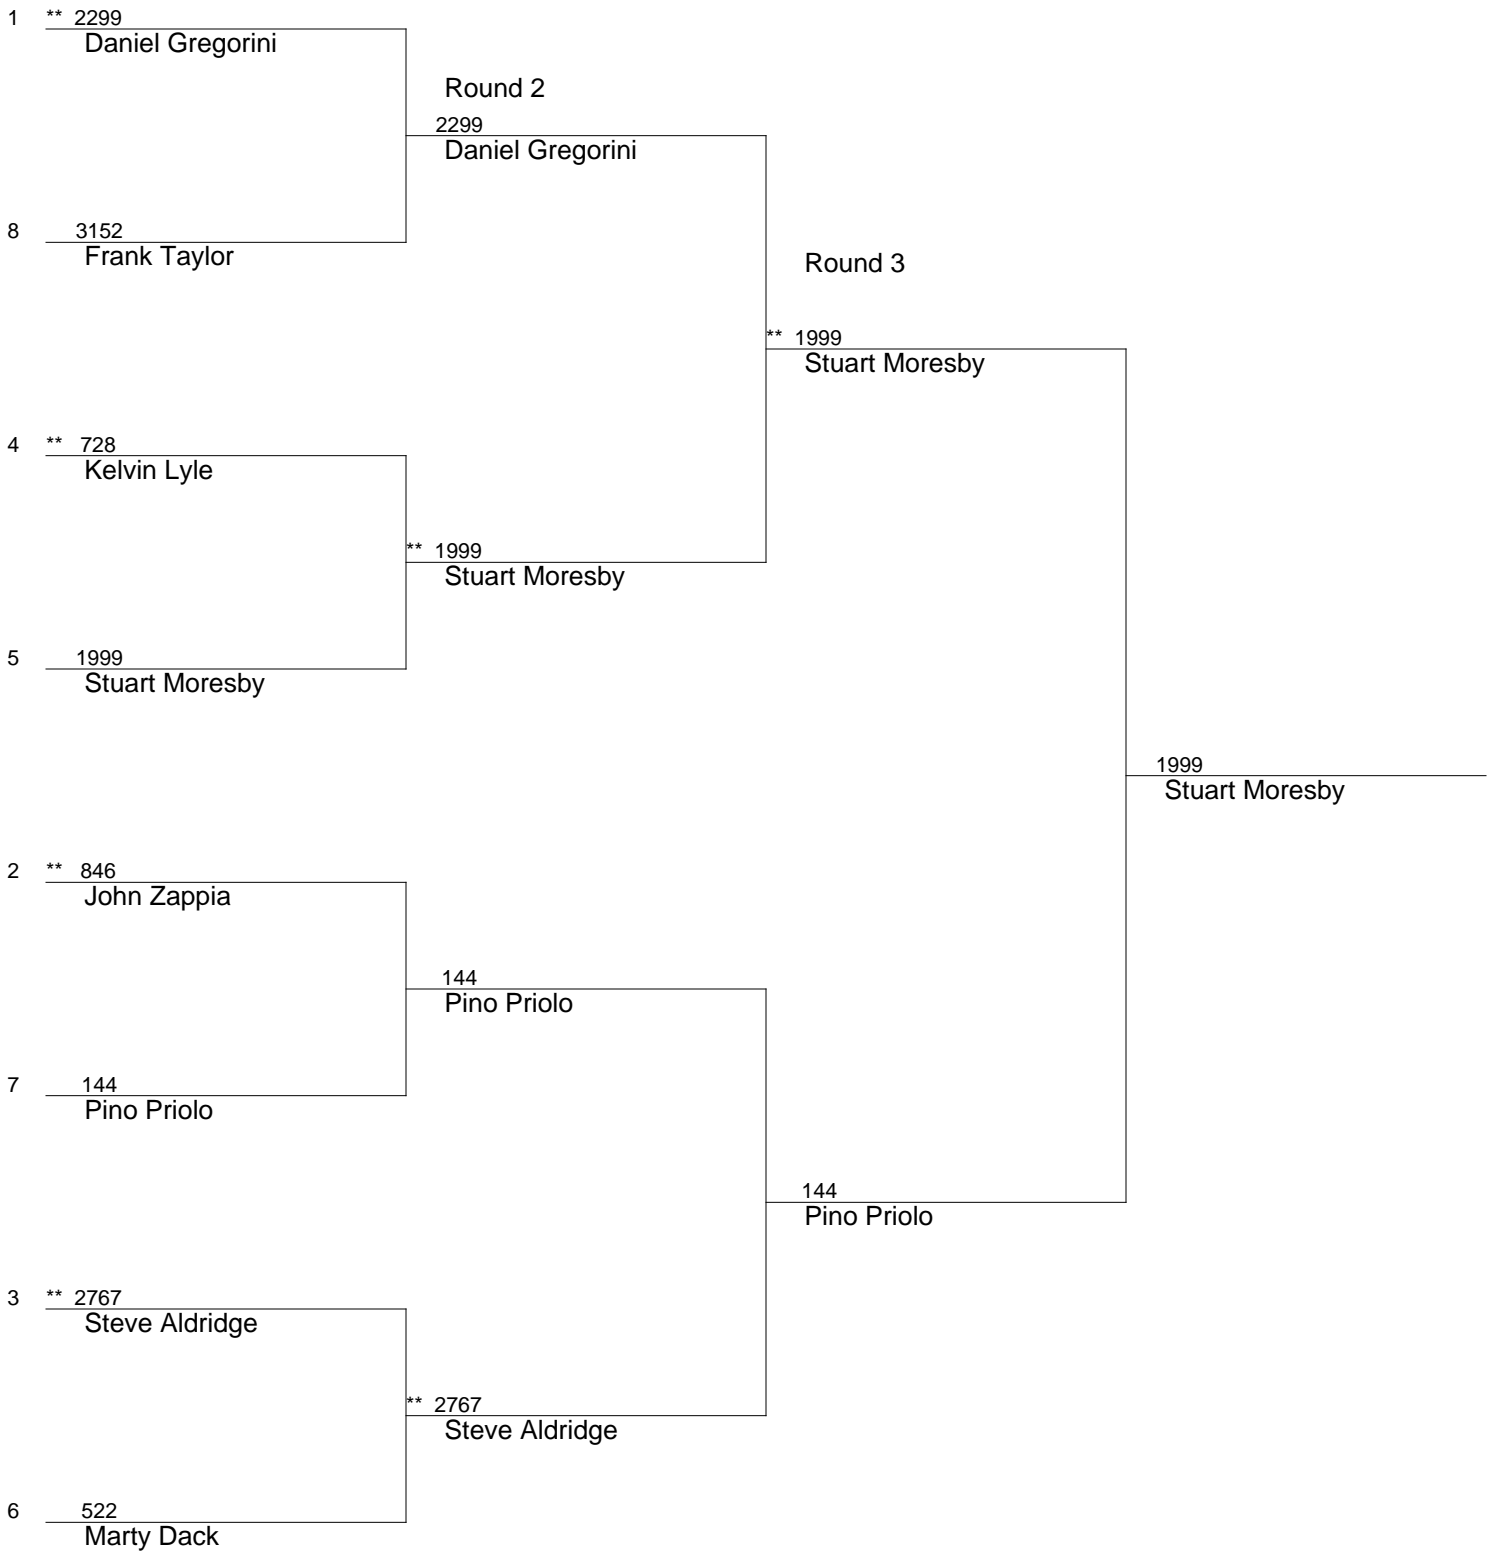 1 ** 2299
Daniel Gregorini
Round 2
2299
Daniel Gregorini
8 3152
Frank Taylor
Round 3
** 1999
Stuart Moresby
4 ** 728
Kelvin Lyle
** 1999
Stuart Moresby
5 1999
Stuart Moresby
1999
Stuart Moresby
2 ** 846
John Zappia
144
Pino Priolo
7 144
Pino Priolo
144
Pino Priolo
3 ** 2767
Steve Aldridge
** 2767
Steve Aldridge
6 522
Marty Dack